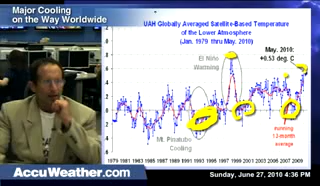 Major Cooling
on the Way Worldwide
UAH Globally Averaged Satellite-Based Temperature
of the Lower Atmosphere
(Jan. 1979 thru May. 2010)
May. 2010:
+0.53 deg. C
El Niño
Warming
Mt. Pinatubo
Cooling
running
13-month
average
1979 1981 1983 1985 1987 1989 1991 1993 1995 1997 1999 2001 2003 2005 2007 2009
AccuWeather.com
Sunday, June 27, 2010 4:36 PM